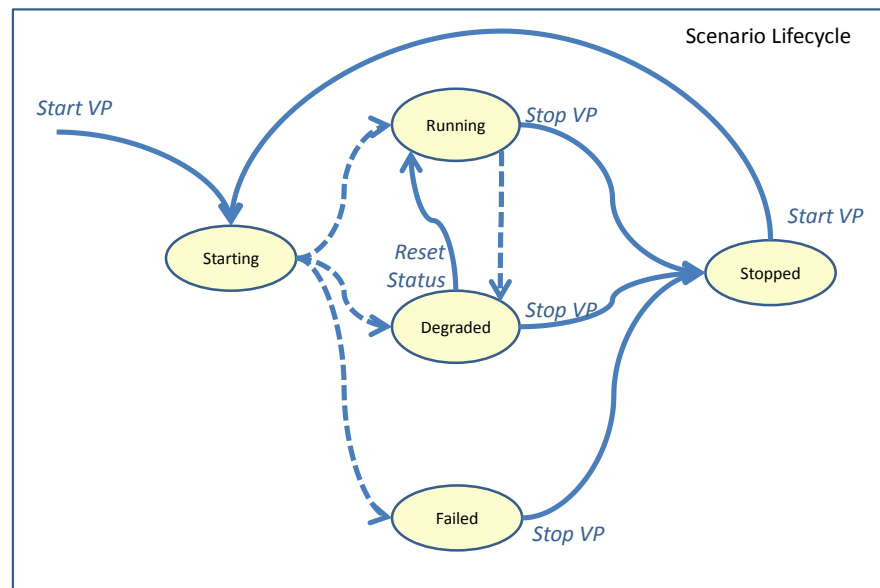 Scenario Lifecycle
Start VP
Running
Stop VP
Start VP
Starting
Reset
Status
Stopped
Degraded
Stop VP
Failed
Stop VP